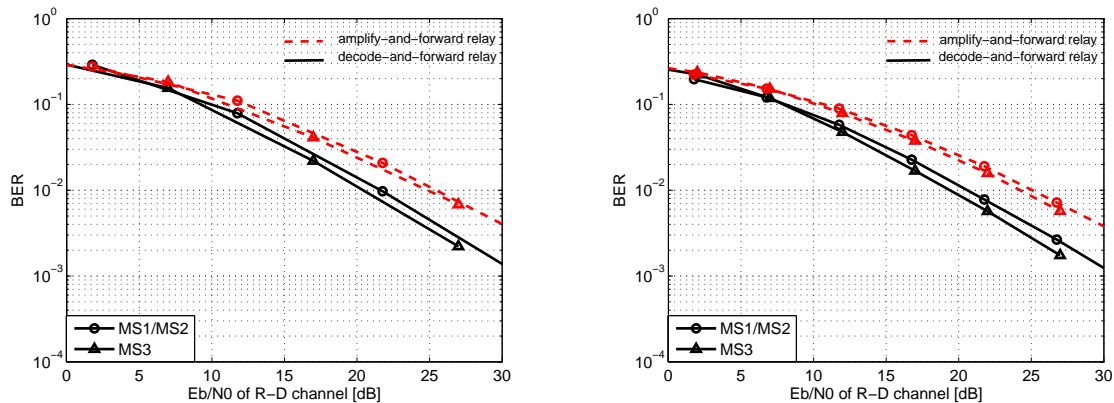 10^0
10^−1
10^−2
10^−3
10^−4
BER
amplify−and−forward relay
decode−and−forward relay
MS1/MS2
MS3
0 5 10 15 20 25 30
Eb/N0 of R−D channel [dB]
10^0
10^−1
10^−2
10^−3
10^−4
BER
amplify−and−forward relay
decode−and−forward relay
MS1/MS2
MS3
0 5 10 15 20 25 30
Eb/N0 of R−D channel [dB]